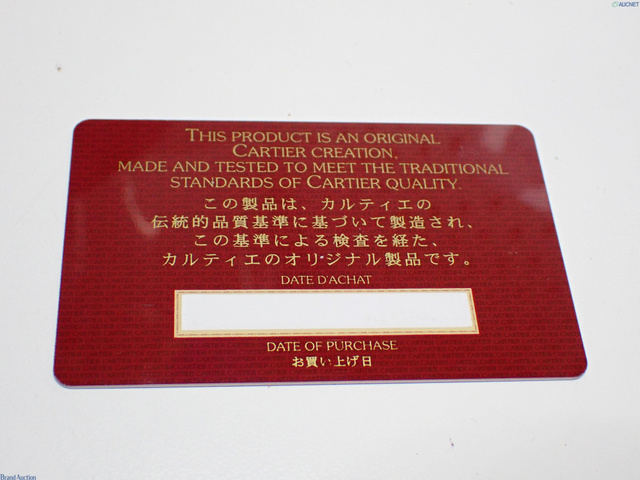 AUCNET
THIS PRODUCT IS AN ORIGINAL
CARTIER CREATION,
MADE AND TESTED TO MEET THE TRADITIONAL
STANDARDS OF CARTIER QUALITY.
この製品は、カルティエの
伝統的品質基準に基づいて製造され、
この基準による検査を経た、
カルティエのオリジナル製品です。
DATE D'ACHAT
DATE OF PURCHASE
お買い上げ日
Brand Auction